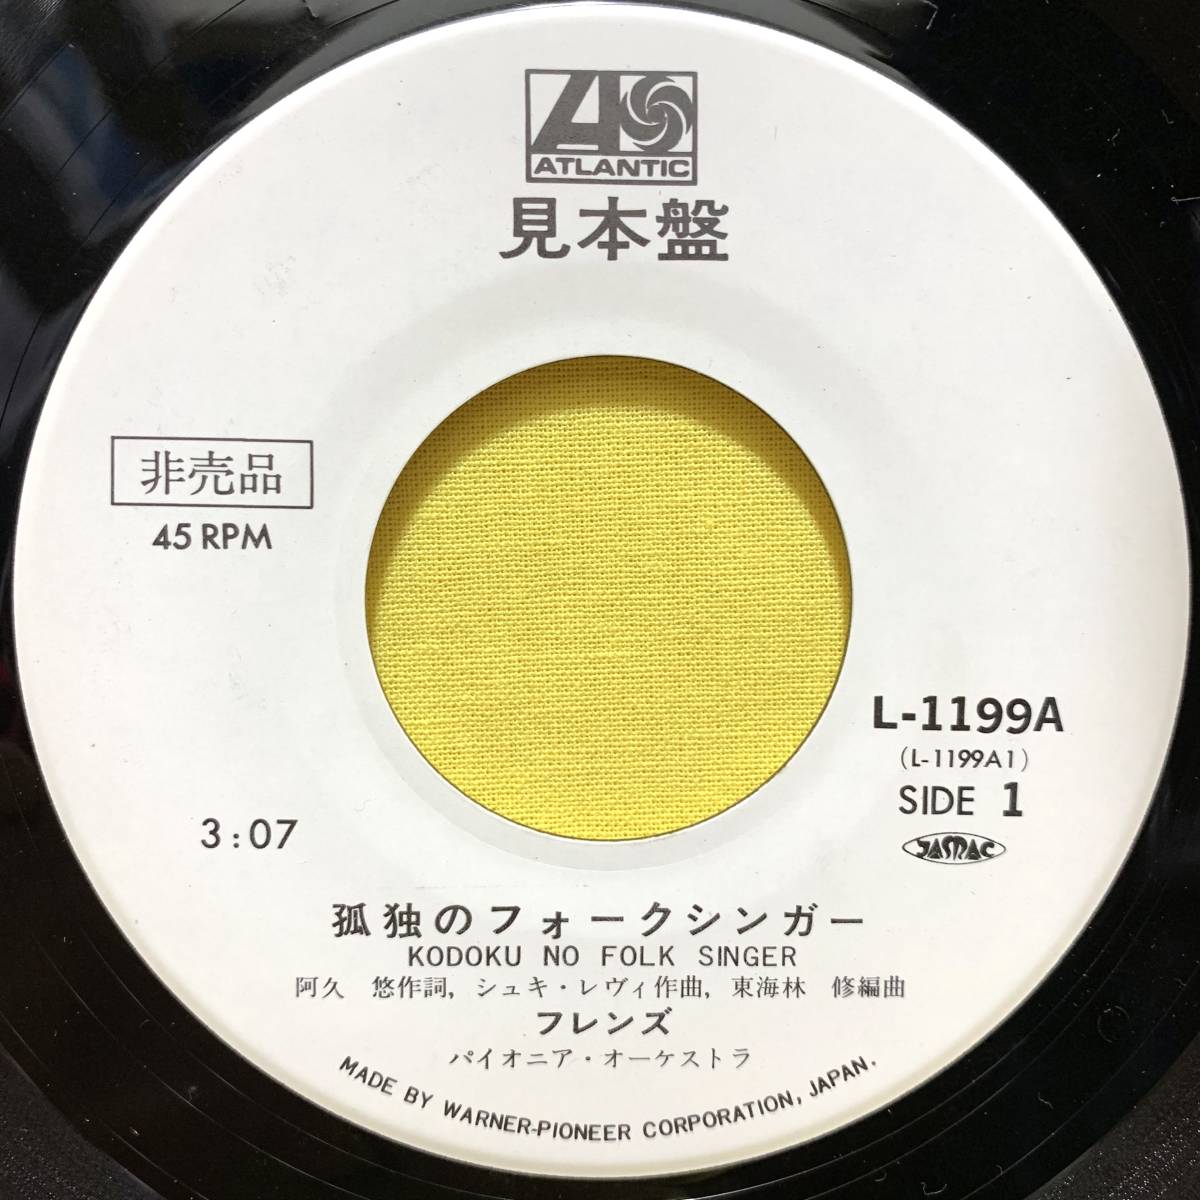 ATLANTIC
見本盤
非売品
45 RPM
L-1199A
(L-1199A1)
SIDE 1
JASMAC
3:07
孤独のフォークシンガー
KODOKU NO FOLK SINGER
阿久 悠作詞, シュキ・レヴィ作曲, 東海林 修編曲
フレンズ
パイオニア・オーケストラ
MADE BY WARNER-PIONEER CORPORATION, JAPAN.